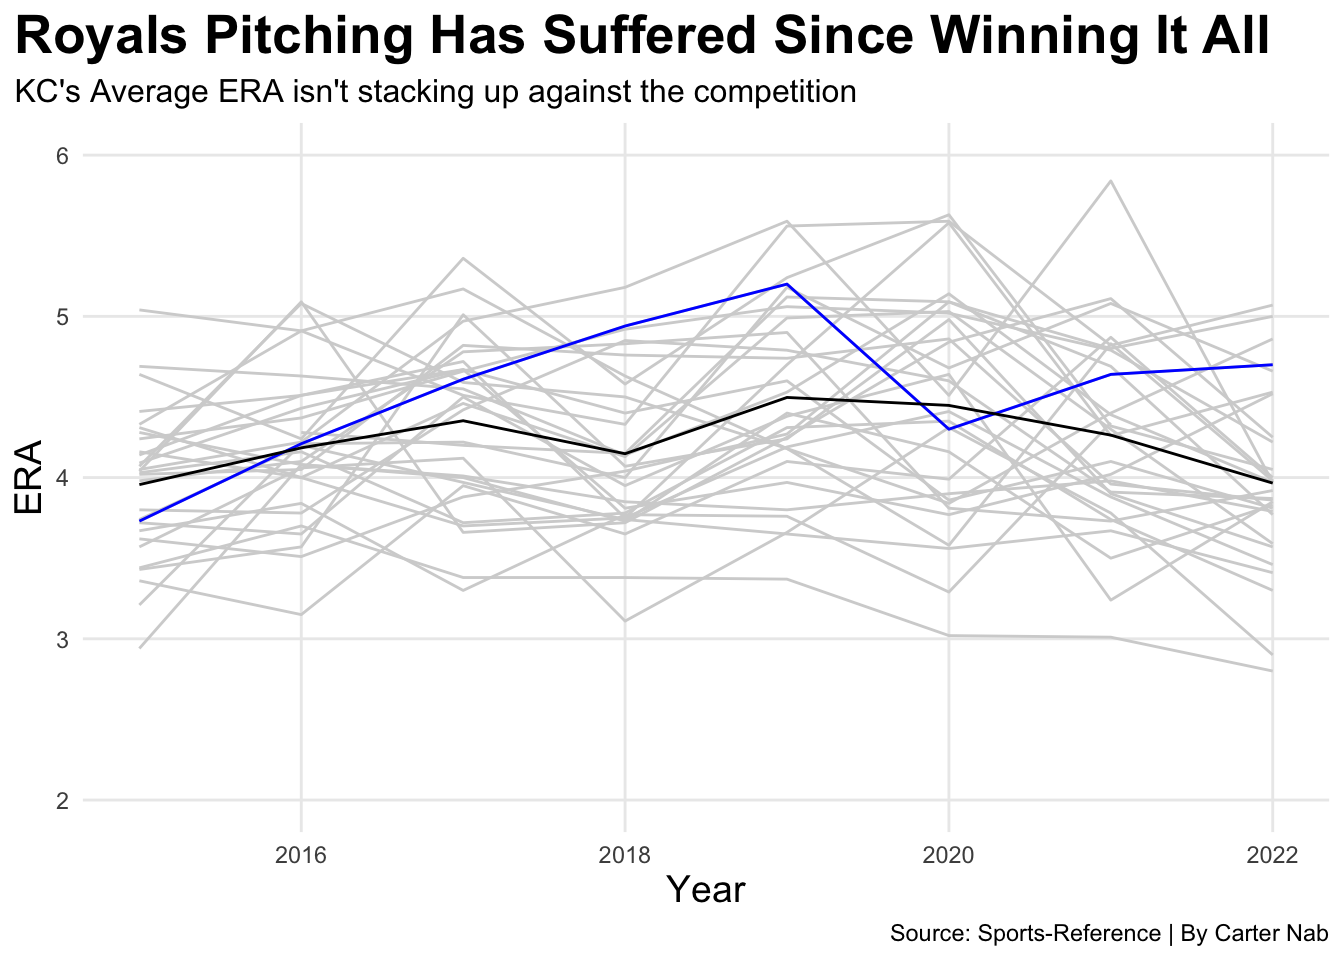 Royals Pitching Has Suffered Since Winning It All
KC's Average ERA isn't stacking up against the competition
6
5
4
3
2
ERA
2016 2018 2020 2022
Year
Source: Sports-Reference | By Carter Nab